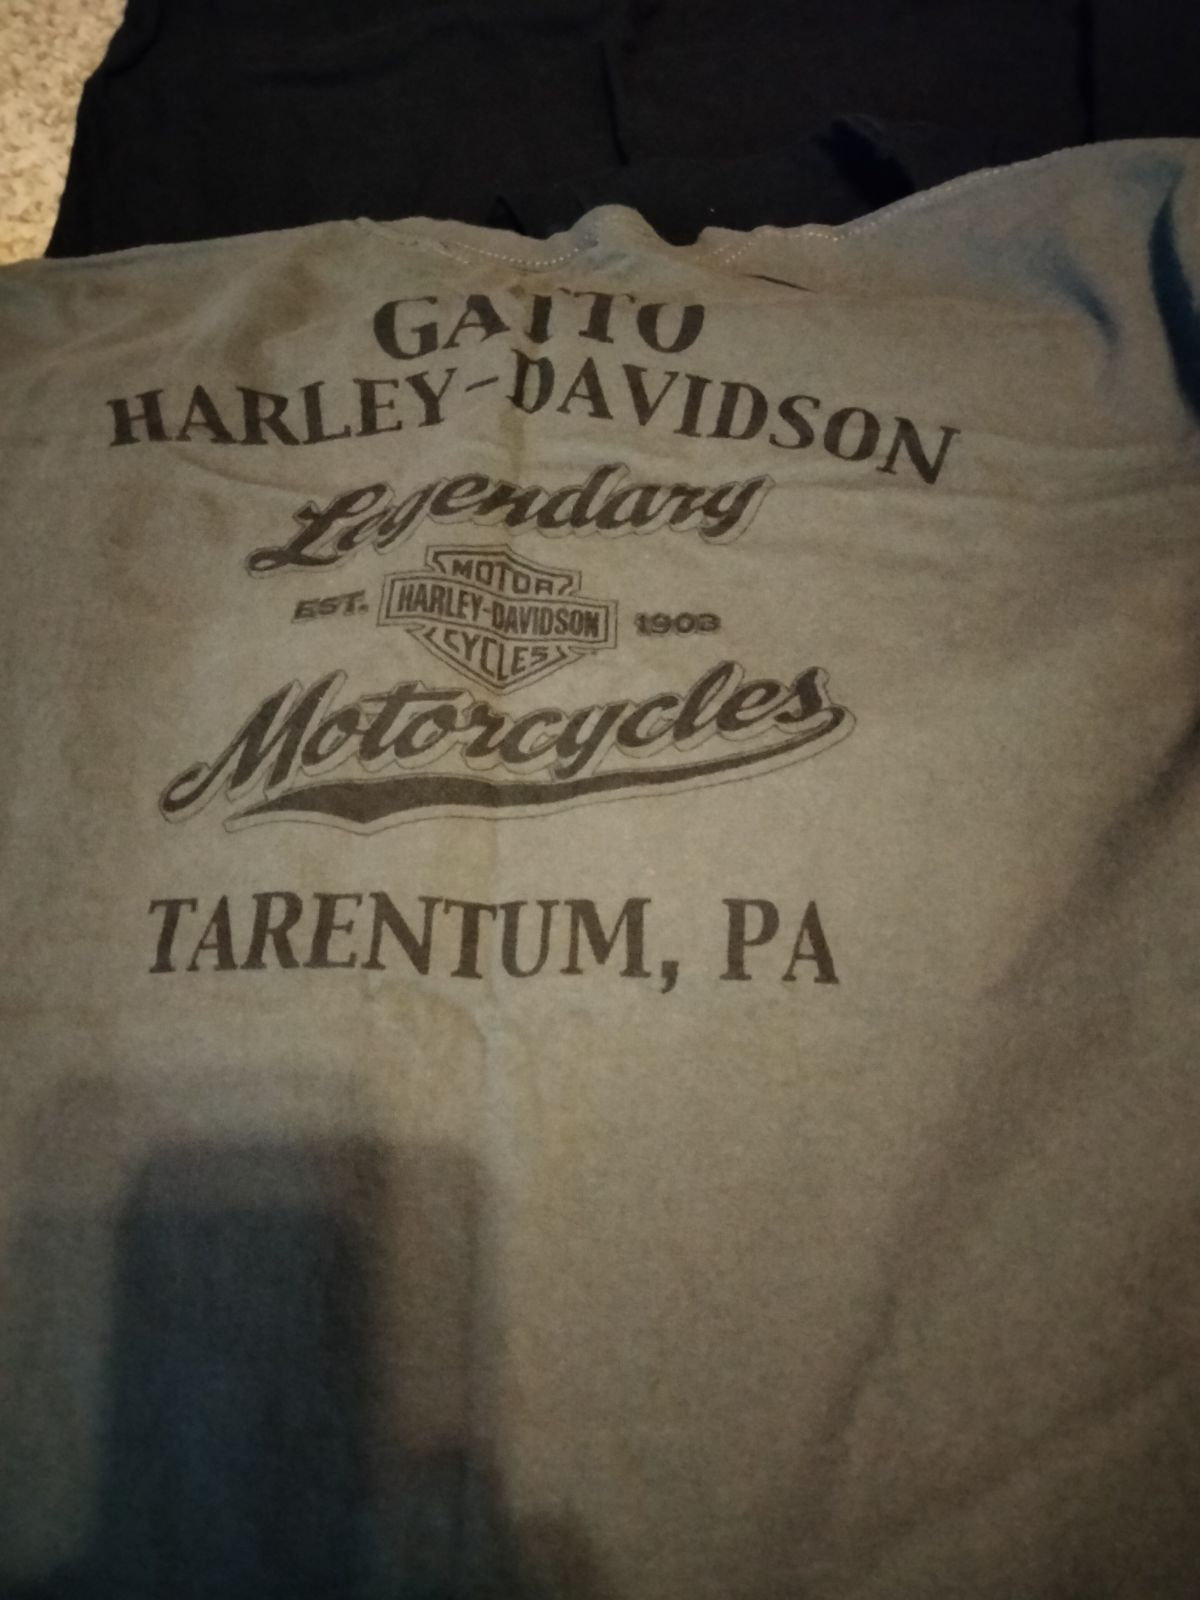 GATTO
HARLEY-DAVIDSON
Legendary
MOTOR
EST. HARLEY-DAVIDSON 1903
CYCLES
Motorcycles
TARENTUM, PA